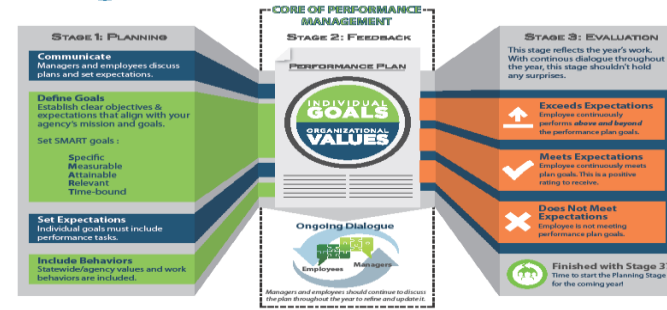 CORE OF PERFORMANCE
MANAGEMENT
STAGE 1: PLANNING
Communicate
Managers and employees discuss
plans and set expectations.
Define Goals
Establish clear objectives &
expectations that align with your
agency's mission and goals.
Set SMART goals :
Specific
Measurable
Attainable
Relevant
Time-bound
Set Expectations
Individual goals must include
performance tasks.
Include Behaviors
Statewide/agency values and work
behaviors are included.
STAGE 2: FEEDBACK
PERFORMANCE PLAN
INDIVIDUAL
GOALS
ORGANIZATIONAL
VALUES
Ongoing Dialogue
Employees
Managers
Managers and employees should continue to discuss
the plan throughout the year to refine and update it.
STAGE 3: EVALUATION
This stage reflects the year's work.
With continous dialogue throughout
the year, this stage shouldn't hold
any surprises.
Exceeds Expectations
Employee continuously
performs above and beyond
the performance plan goals.
Meets Expectations
Employee continuously meets
plan goals. This is a positive
rating to receive.
Does Not Meet
Expectations
Employee is not meeting
performance plan goals.
Finished with Stage 3?
Time to start the Planning Stage
for the coming year!